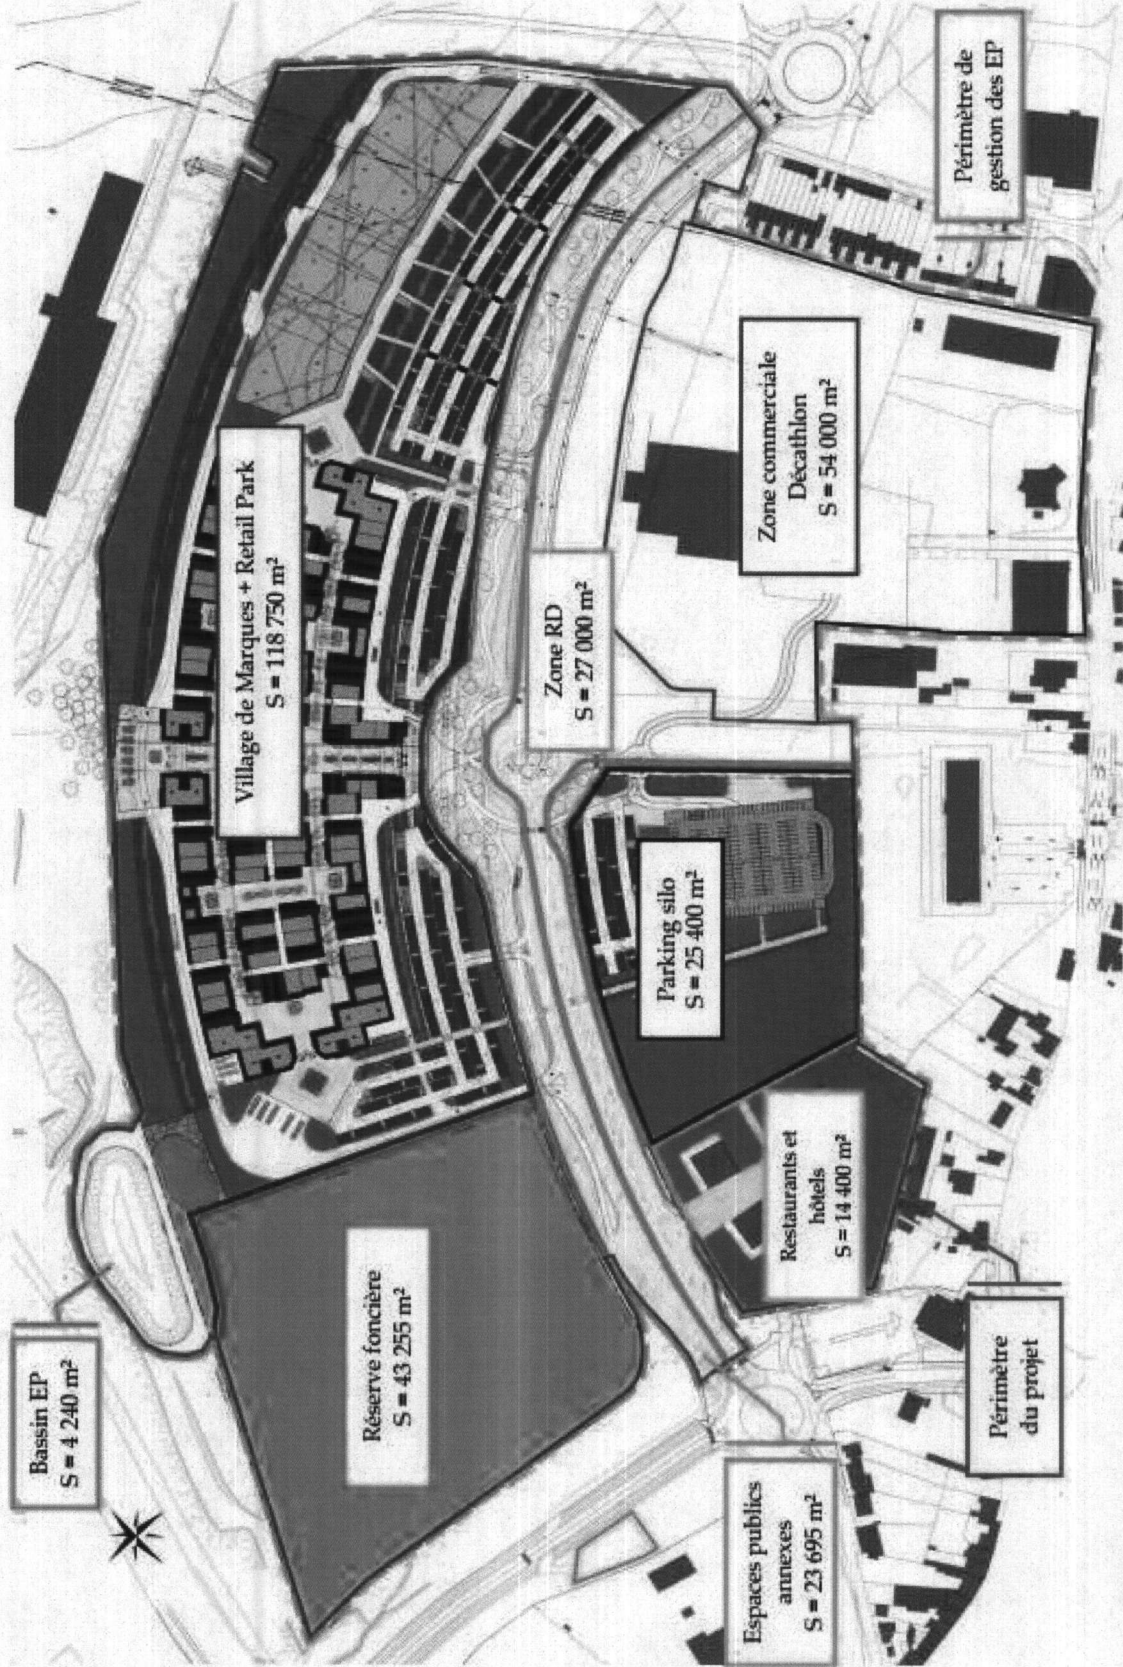 Bassin EP
S = 4 240 m²
Réserve foncière
S = 43 255 m²
Espaces publics
annexes
S = 23 695 m²
Périmètre
du projet
Restaurants et
hôtels
S = 14 400 m²
Parking silo
S = 25 400 m²
Village de Marques + Retail Park
S = 118 750 m²
Zone RD
S = 27 000 m²
Zone commerciale
Décathlon
S = 54 000 m²
Périmètre de
gestion des EP